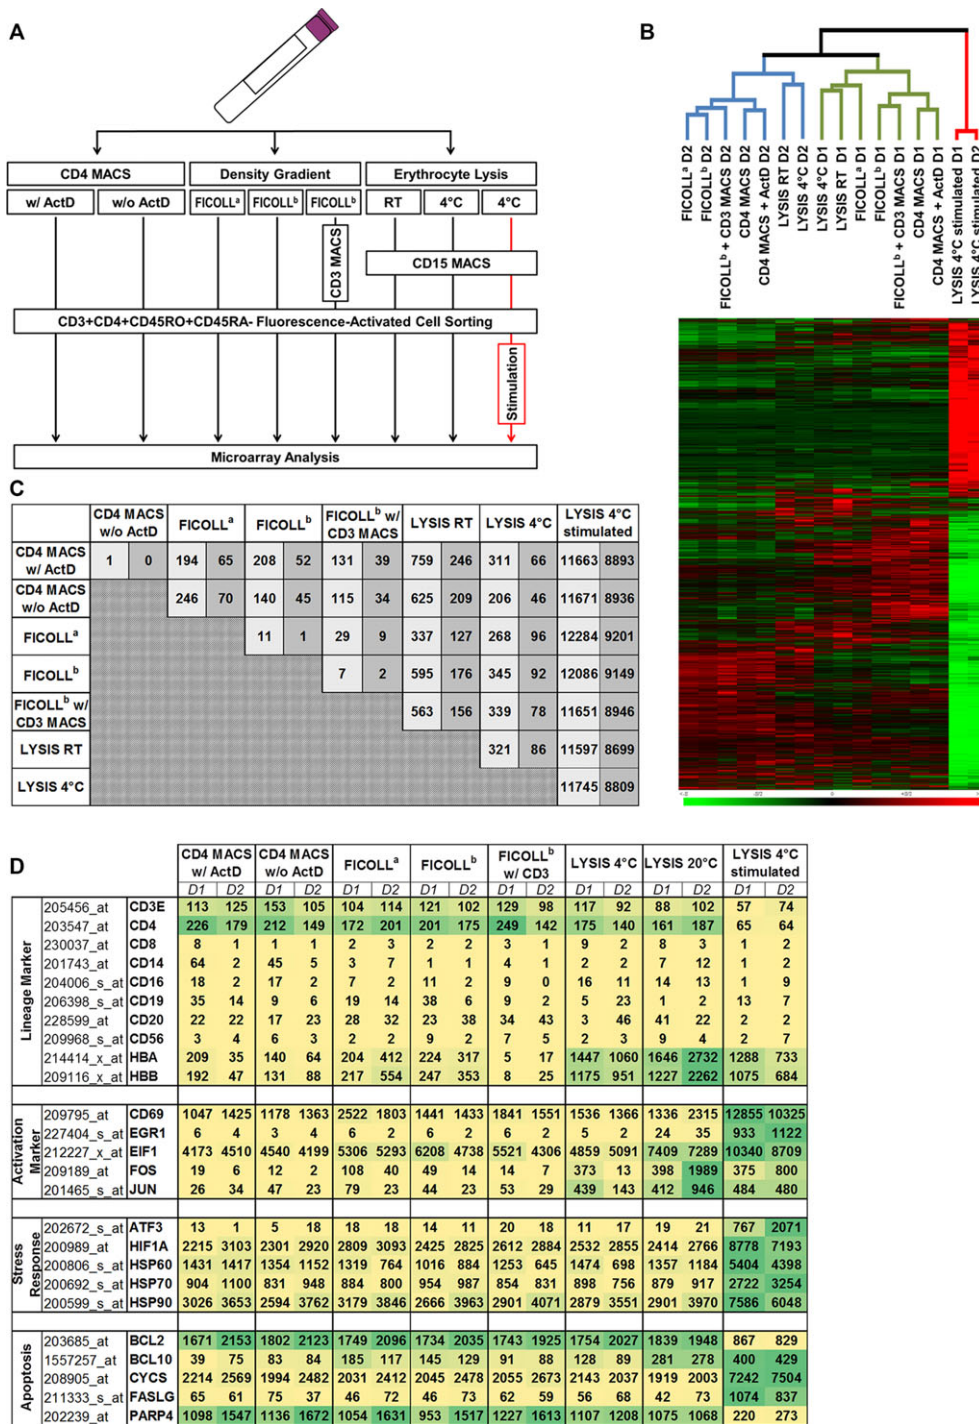 A
CD4 MACS Density Gradient Erythrocyte Lysis
w/ ActD w/o ActD FICOLLa FICOLLb FICOLLb RT 4°C 4°C
CD3 MACS
CD15 MACS
CD3+CD4+CD45RO+CD45RA- Fluorescence-Activated Cell Sorting
Stimulation
Microarray Analysis
B
FICOLLa D2
FICOLLb D2
FICOLLb + CD3 MACS D2
CD4 MACS D2
CD4 MACS + ActD D2
LYSIS RT D2
LYSIS 4°C D2
LYSIS 4°C D1
LYSIS RT D1
FICOLLa D1
FICOLLb D1
FICOLLb + CD3 MACS D1
CD4 MACS D1
CD4 MACS + ActD D1
LYSIS 4°C stimulated D1
LYSIS 4°C stimulated D2
C
CD4 MACS w/o ActD FICOLLa FICOLLb FICOLLb w/ CD3 MACS LYSIS RT LYSIS 4°C LYSIS 4°C stimulated
CD4 MACS w/ ActD 1 0 194 65 208 52 131 39 759 246 311 66 11663 8893
CD4 MACS w/o ActD 246 70 140 45 115 34 625 209 206 46 11671 8936
FICOLLa 11 1 29 9 337 127 268 96 12284 9201
FICOLLb 7 2 595 176 345 92 12086 9149
FICOLLb w/ CD3 MACS 563 156 339 78 11651 8946
LYSIS RT 321 86 11597 8699
LYSIS 4°C 11745 8809
D
CD4 MACS w/ ActD CD4 MACS w/o ActD FICOLLa FICOLLb FICOLLb w/ CD3 LYSIS 4°C LYSIS 20°C LYSIS 4°C stimulated
D1 D2 D1 D2 D1 D2 D1 D2 D1 D2 D1 D2 D1 D2 D1 D2
Lineage Marker
205456_at CD3E 113 125 153 105 104 114 121 102 129 98 117 92 88 102 57 74
203547_at CD4 226 179 212 149 172 201 201 175 249 142 175 140 161 187 65 64
230037_at CD8 8 1 1 1 2 3 2 2 3 1 9 2 8 3 1 2
201743_at CD14 64 2 45 5 3 7 1 1 4 1 2 2 7 12 1 2
204006_s_at CD16 18 2 17 2 7 2 11 2 9 0 16 11 14 13 1 9
206398_s_at CD19 35 14 9 6 19 14 38 6 9 2 5 23 1 2 13 7
228599_at CD20 22 22 17 23 28 32 23 38 34 43 3 46 41 22 2 2
209968_s_at CD56 3 4 6 3 2 2 9 2 7 5 2 2 9 4 2 7
214414_x_at HBA 209 35 140 64 204 412 224 317 5 17 1447 1060 1646 2732 1288 733
209116_x_at HBB 192 47 131 88 217 554 247 353 8 25 1175 951 1227 2262 1075 684
Activation Marker
209795_at CD69 1047 1425 1178 1363 2522 1803 1441 1433 1841 1551 1536 1366 1336 2315 12855 10325
227404_s_at EGR1 6 4 3 4 6 2 6 2 6 2 5 2 24 35 933 1122
212227_x_at EIF1 4173 4510 4540 4199 5306 5293 6208 4738 5521 4306 4859 5091 7409 7289 10340 8709
209189_at FOS 19 6 12 2 108 40 49 14 14 7 373 13 398 1989 375 800
201465_s_at JUN 26 34 47 23 79 23 44 23 53 29 439 143 412 946 484 480
Stress Response
202672_s_at ATF3 13 1 5 18 18 18 14 11 20 18 11 17 19 21 767 2071
200989_at HIF1A 2215 3103 2301 2920 2809 3093 2425 2825 2612 2884 2532 2855 2414 2766 8778 7193
200806_s_at HSP60 1431 1417 1354 1152 1319 764 1016 884 1253 645 1474 698 1357 1184 5404 4398
200692_s_at HSP70 904 1100 831 948 884 800 954 987 854 831 898 756 879 917 2722 3254
200599_s_at HSP90 3026 3653 2594 3762 3179 3846 2666 3963 2901 4071 2879 3551 2901 3970 7586 6048
Apoptosis
203685_at BCL2 1671 2153 1802 2123 1749 2096 1734 2035 1743 1925 1754 2027 1839 1948 867 829
1557257_at BCL10 39 75 83 84 185 117 145 129 91 88 128 89 281 278 400 429
208905_at CYCS 2214 2569 1994 2482 2031 2412 2045 2478 2055 2673 2143 2037 1919 2003 7242 7504
211333_s_at FASLG 65 61 75 37 46 72 46 73 62 59 56 68 42 73 1074 837
202239_at PARP4 1098 1547 1136 1672 1054 1631 953 1517 1227 1613 1107 1208 1075 1068 220 273